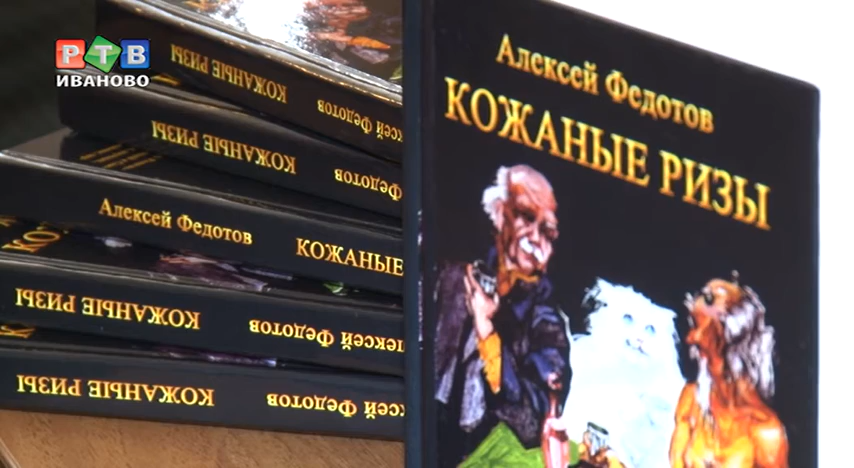 РТВ
ИВАНОВО
Алексей Федотов
КОЖАНЫЕ РИЗЫ
КОЖАНЫЕ РИЗЫ
Федотов
КОЖАНЫЕ РИЗЫ
Федотов
Алексей Федотов КОЖАНЫЕ
КОЖАНЫЕ РИЗЫ
Федотов
КОЖАНЫЕ РИЗЫ
Федотов